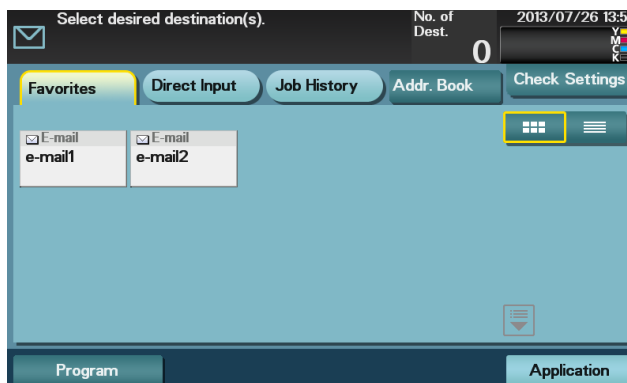 Select desired destination(s).
No. of
Dest.
0
2013/07/26 13:5
Y
M
C
K
Favorites
Direct Input
Job History
Addr. Book
Check Settings
E-mail
e-mail1
E-mail
e-mail2
Program
Application